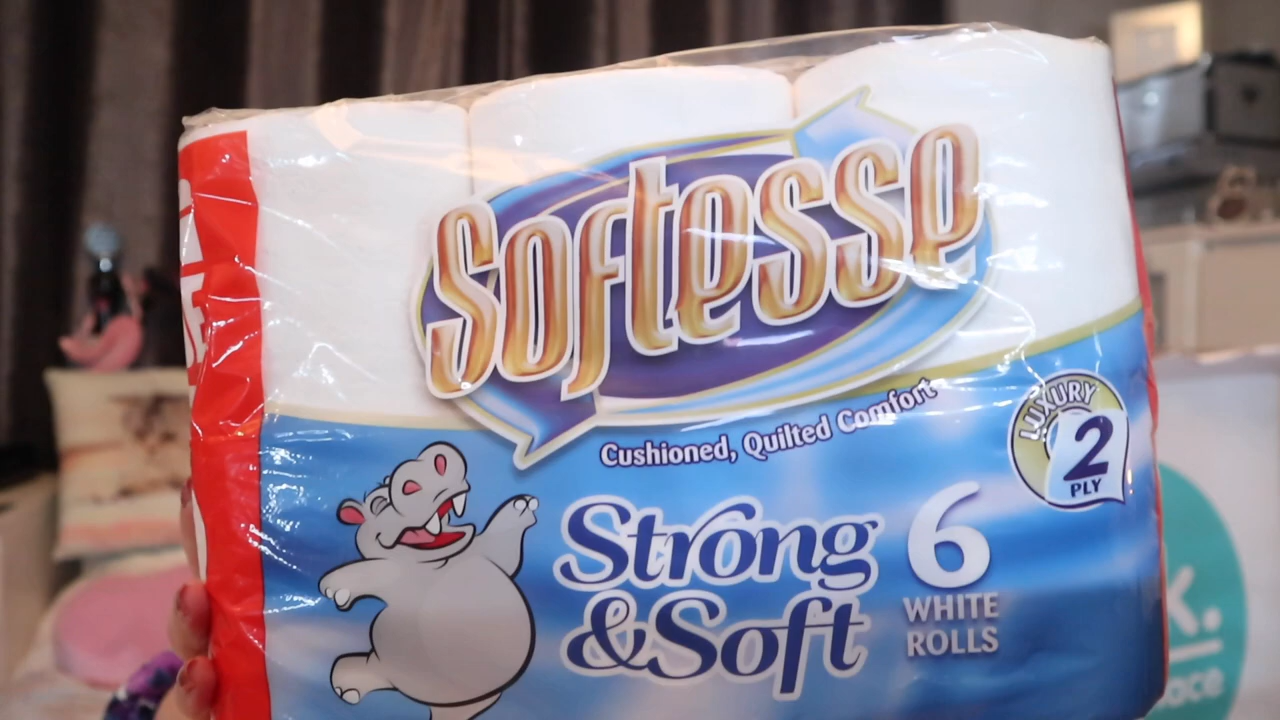 Softesse
Cushioned, Quilted Comfort
LUXURY
2
PLY
Strong
&Soft
6
WHITE
ROLLS